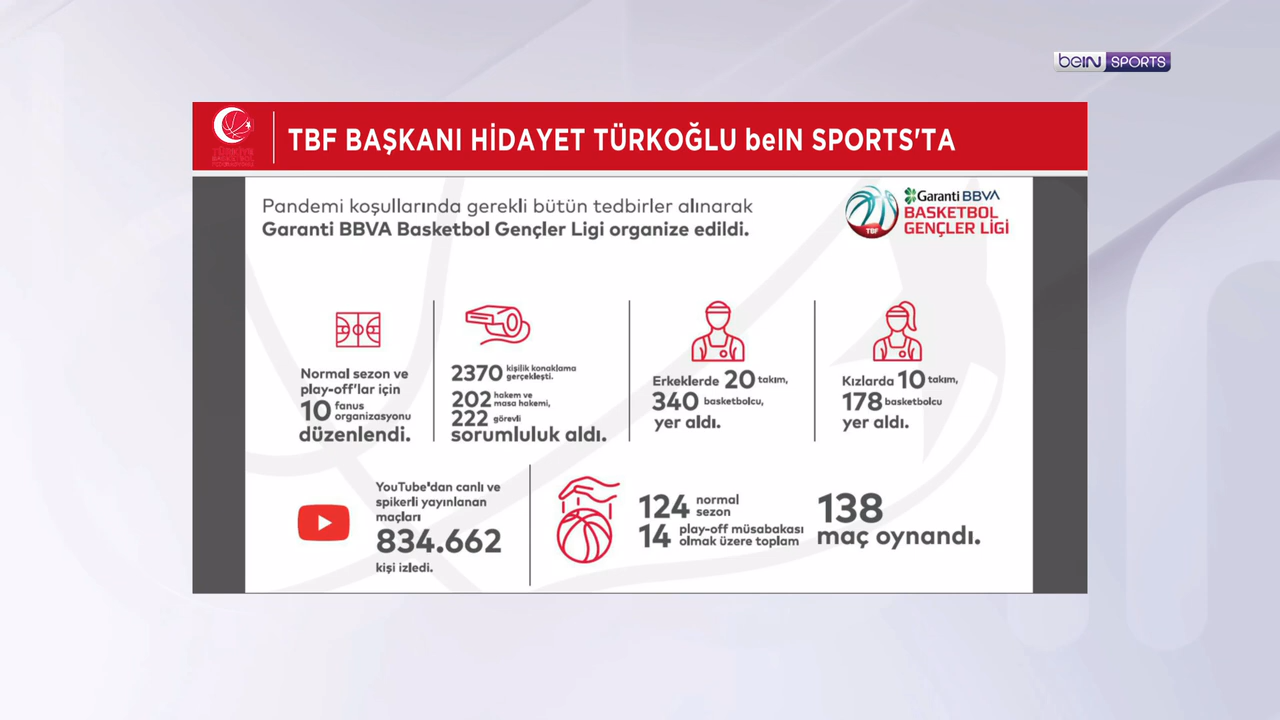 beIN SPORTS
TBF BAŞKANI HİDAYET TÜRKOĞLU beIN SPORTS'TA
TÜRKİYE
BASKETBOL
FEDERASYONU
Pandemi koşullarında gerekli bütün tedbirler alınarak
Garanti BBVA Basketbol Gençler Ligi organize edildi.
TBF
Garanti BBVA
BASKETBOL
GENÇLER LİGİ
Normal sezon ve
play-off'lar için
10 fanus
organizasyonu
düzenlendi.
2370 kişilik konaklama
gerçekleşti.
202 hakem ve
masa hakemi,
222 görevli
sorumluluk aldı.
Erkeklerde 20 takım,
340 basketbolcu,
yer aldı.
Kızlarda 10 takım,
178 basketbolcu
yer aldı.
YouTube'dan canlı ve
spikerli yayınlanan
maçları
834.662
kişi izledi.
124 normal
sezon
14 play-off müsabakası
olmak üzere toplam
138
maç oynandı.